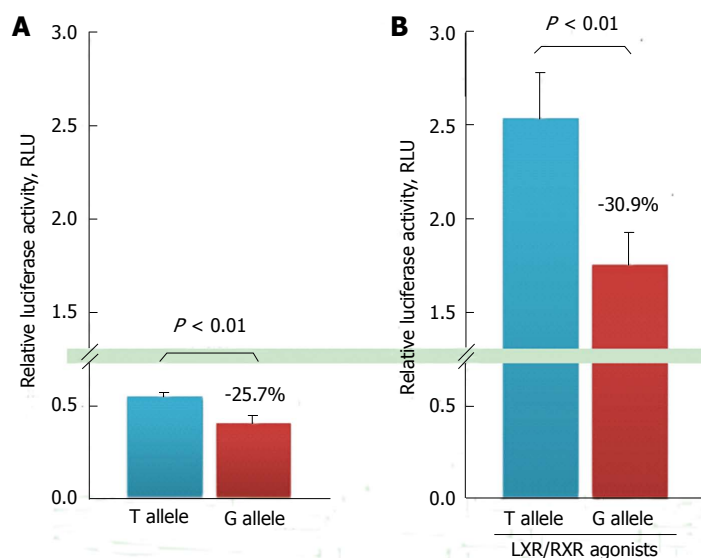 A
Relative luciferase activity, RLU
3.0
2.5
2.0
1.5
0.5
0.0
P < 0.01
-25.7%
T allele
G allele
B
Relative luciferase activity, RLU
3.0
2.5
2.0
1.5
0.5
0.0
P < 0.01
-30.9%
T allele
G allele
LXR/RXR agonists